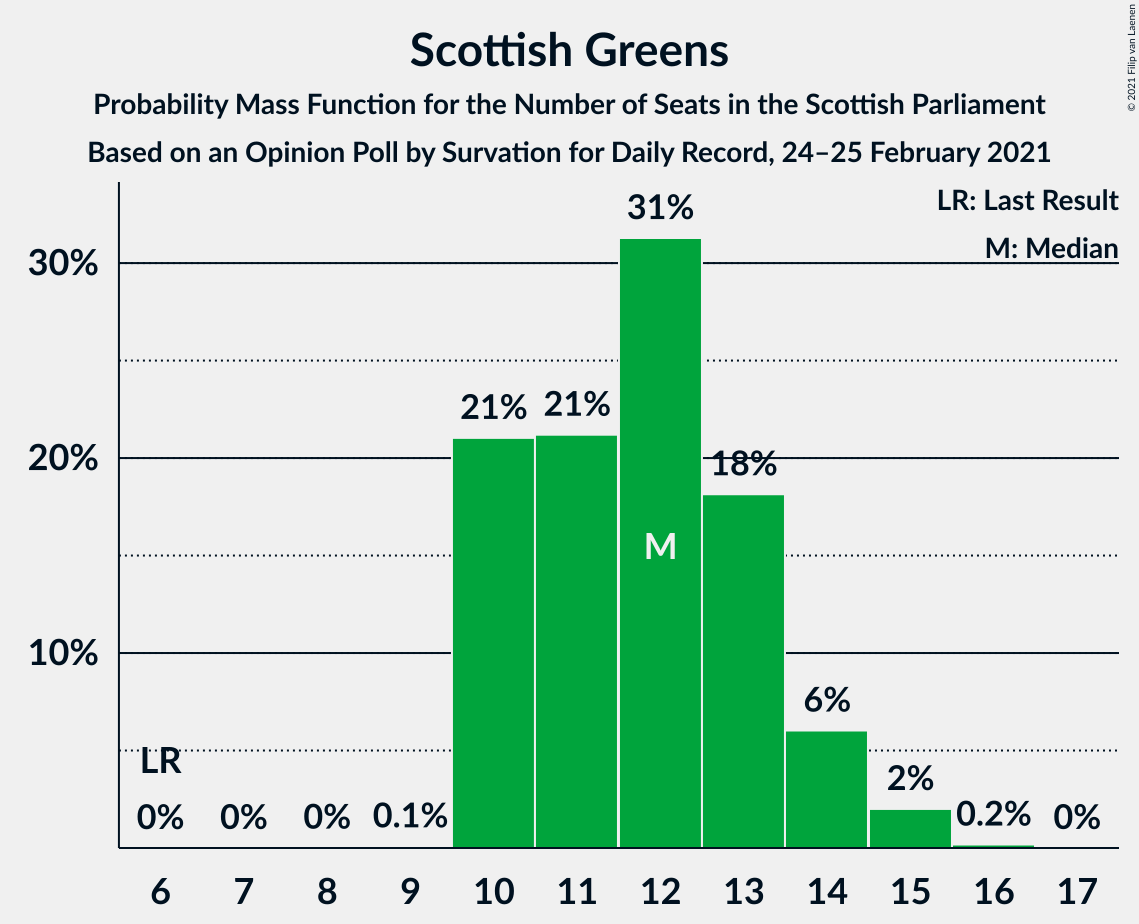 Scottish Greens
Probability Mass Function for the Number of Seats in the Scottish Parliament
Based on an Opinion Poll by Survation for Daily Record, 24–25 February 2021
© 2021 Filip van Laenen
LR: Last Result
M: Median
31%
30%
21% 21%
20%
18%
M
10%
6%
LR
2%
0% 0% 0% 0.1% 0.2% 0%
6 7 8 9 10 11 12 13 14 15 16 17